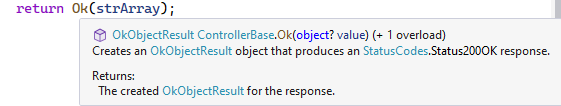 return Ok(strArray);
OkObjectResult ControllerBase.Ok(object? value) (+ 1 overload)
Creates an OkObjectResult object that produces an StatusCodes.Status200OK response.
Returns:
The created OkObjectResult for the response.